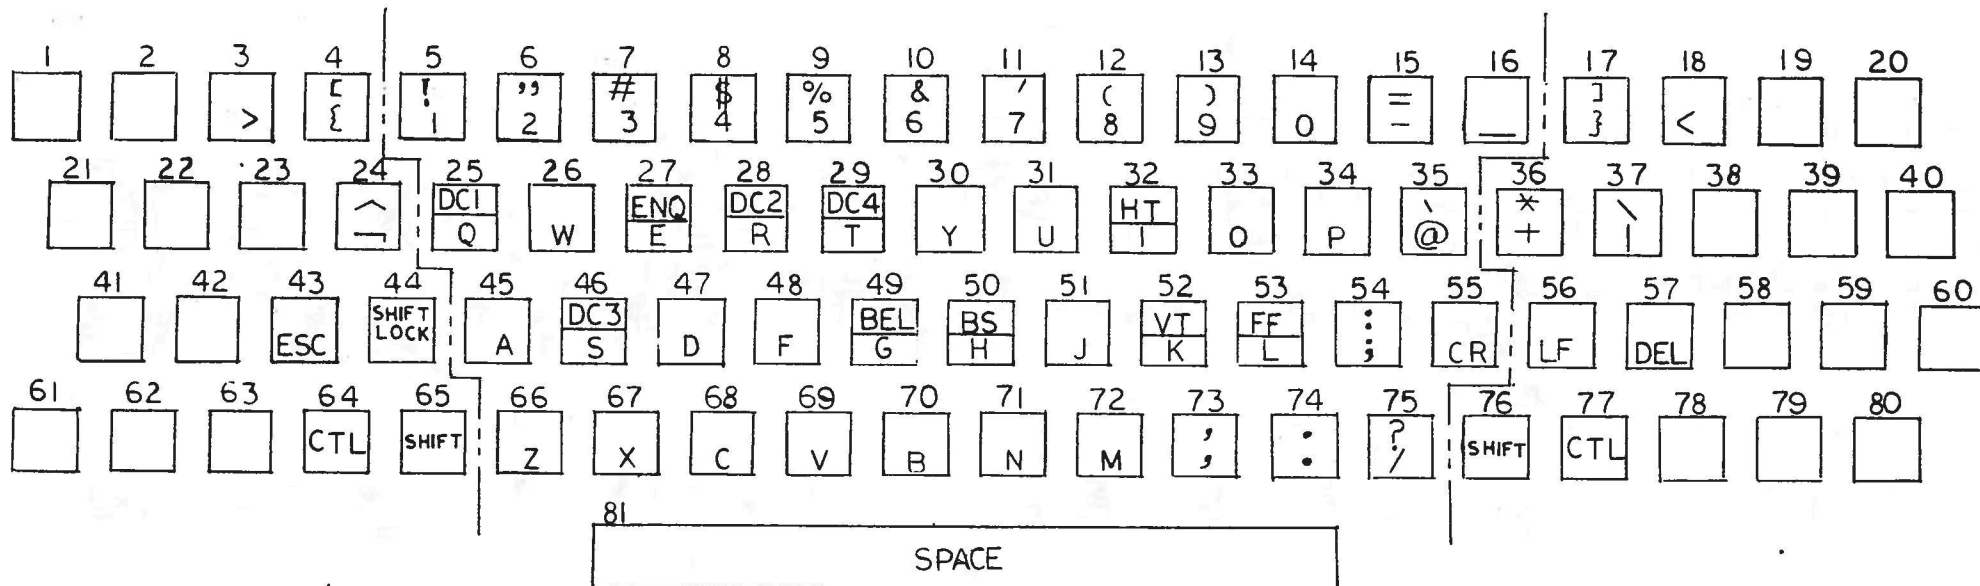 1 2 3 4 5 6 7 8 9 10 11 12 13 14 15 16 17 18 19 20
[ ! " # $ % & ' ( ) = ]
> { 1 2 3 4 5 6 7 8 9 0 - _ } <
21 22 23 24 25 26 27 28 29 30 31 32 33 34 35 36 37 38 39 40
^ DC1 ENQ DC2 DC4 HT ` * \
¬ Q W E R T Y U I O P @ + |
41 42 43 44 45 46 47 48 49 50 51 52 53 54 55 56 57 58 59 60
SHIFT DC3 BEL BS VT FF :
ESC LOCK A S D F G H J K L ; CR LF DEL
61 62 63 64 65 66 67 68 69 70 71 72 73 74 75 76 77 78 79 80
, . ?
CTL SHIFT Z X C V B N M , . / SHIFT CTL
81
SPACE